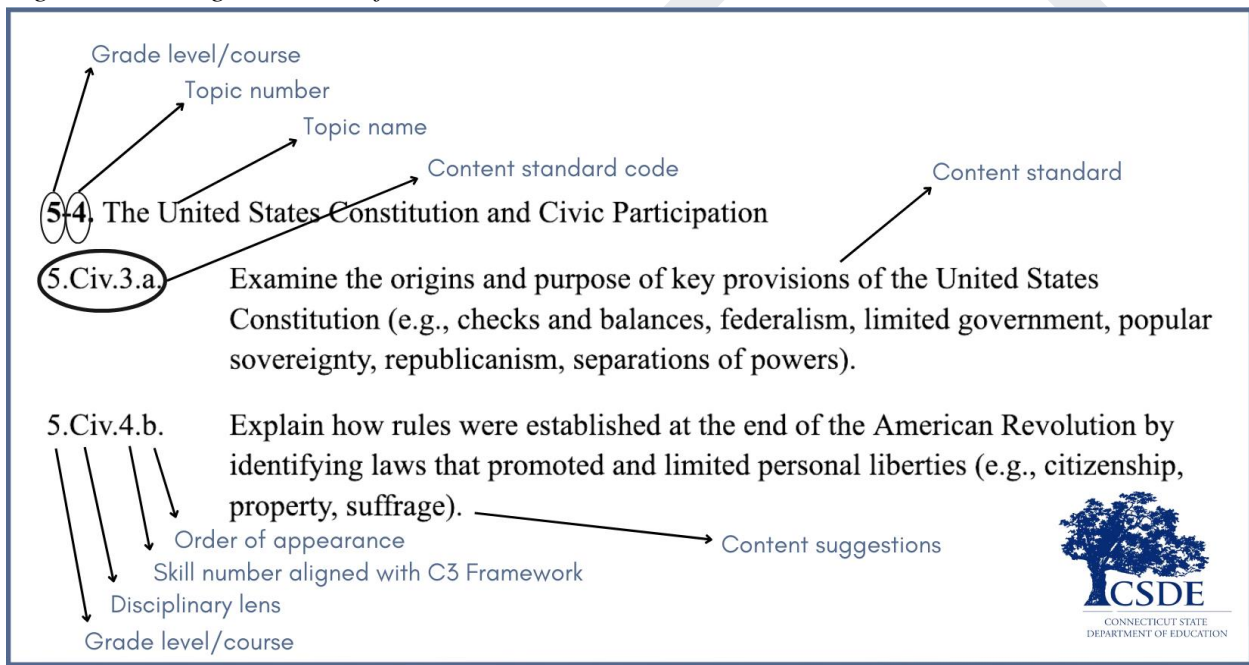 Grade level/course
Topic number
Topic name
Content standard code
Content standard
5-4. The United States Constitution and Civic Participation
5.Civ.3.a. Examine the origins and purpose of key provisions of the United States
Constitution (e.g., checks and balances, federalism, limited government, popular
sovereignty, republicanism, separations of powers).
5.Civ.4.b. Explain how rules were established at the end of the American Revolution by
identifying laws that promoted and limited personal liberties (e.g., citizenship,
property, suffrage).
Order of appearance
Content suggestions
Skill number aligned with C3 Framework
Disciplinary lens
Grade level/course
CSDE
CONNECTICUT STATE
DEPARTMENT OF EDUCATION